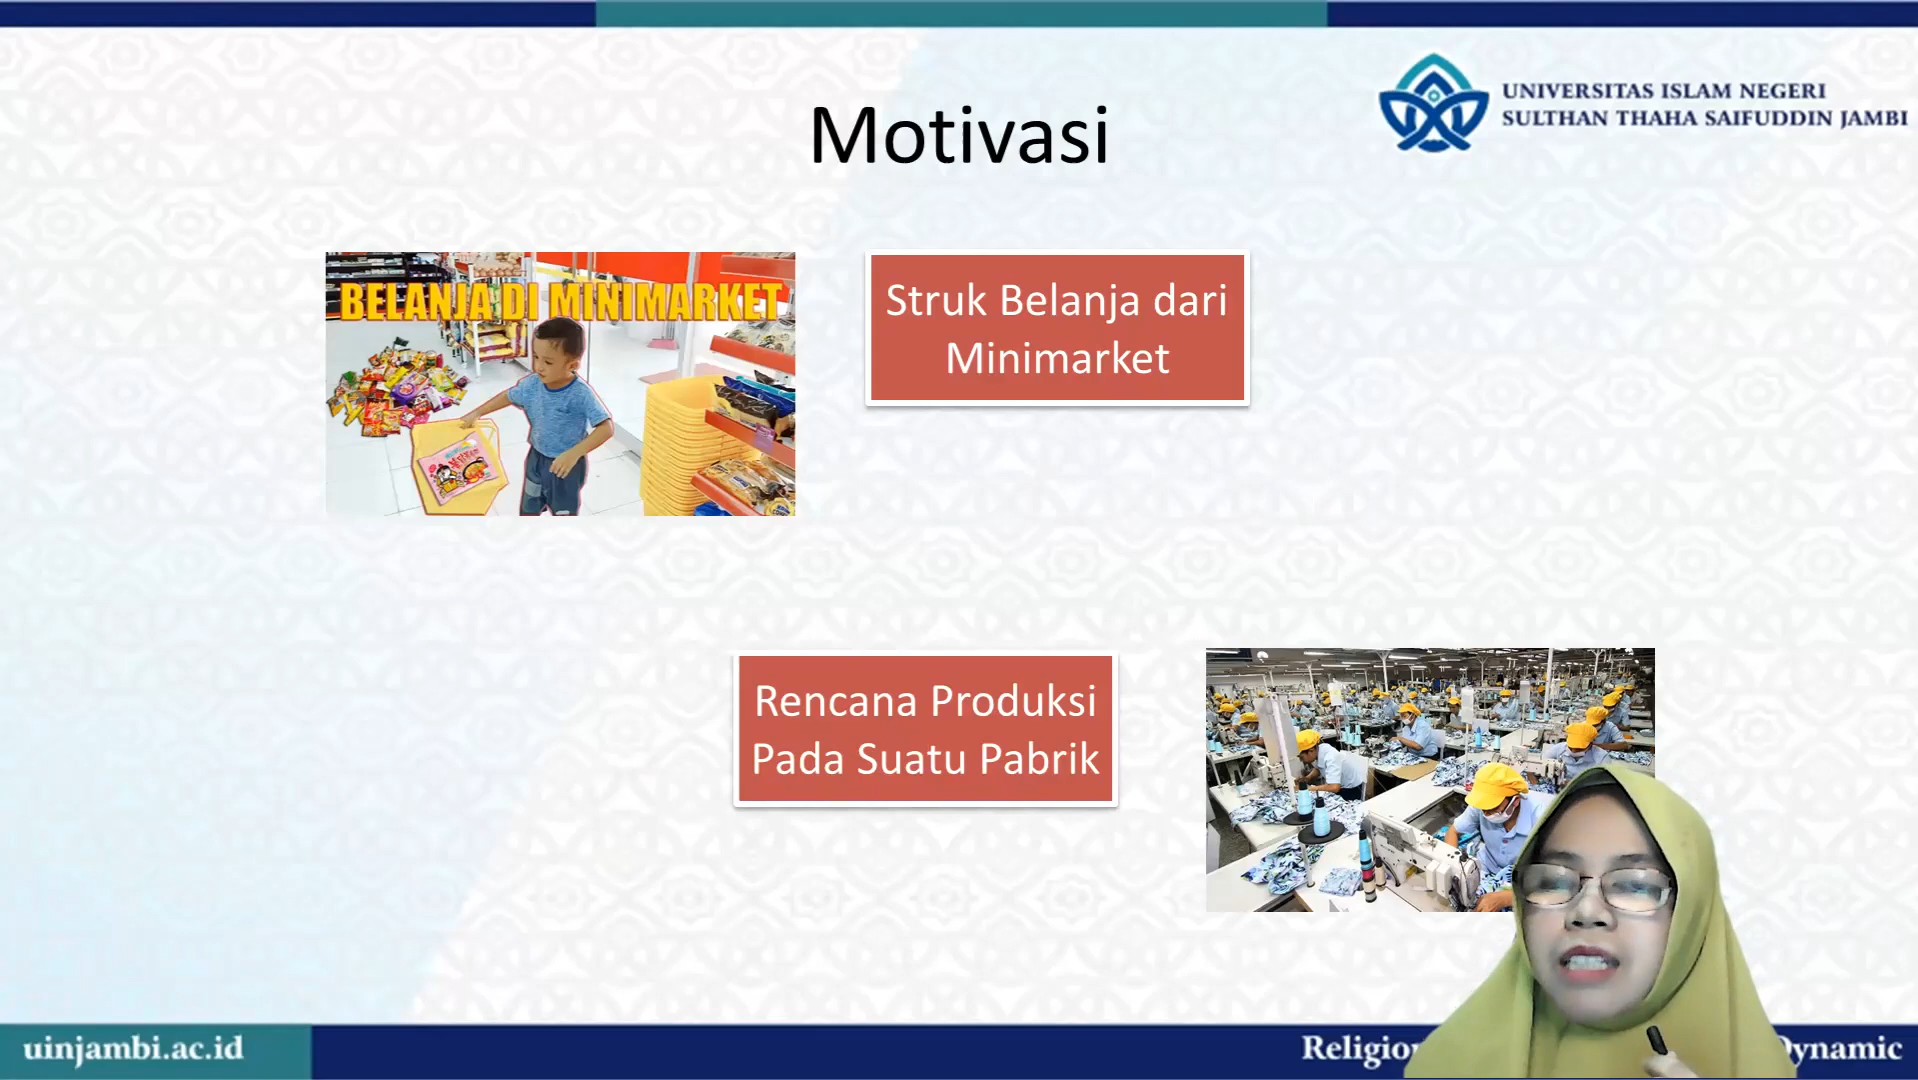 UNIVERSITAS ISLAM NEGERI
SULTHAN THAHA SAIFUDDIN JAMBI
Motivasi
BELANJA DI MINIMARKET
Struk Belanja dari
Minimarket
Rencana Produksi
Pada Suatu Pabrik
uinjambi.ac.id